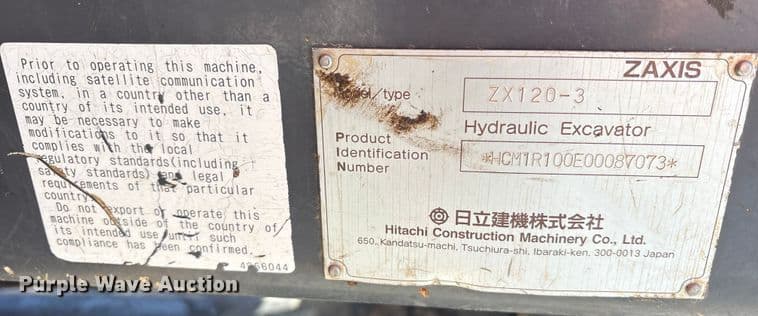 Prior to operating this machine,
including satellite communication
system, in a country other than a
country of its intended use, it
may be necessary to make
modifications to it so that it
complies with the local
regulatory standards(including
safety standards) and legal
requirements of that particular
country.
Do not export or operate this
machine outside of the country of
its intended use until such
compliance has been confirmed.
4366044
ZAXIS
Model/type
ZX120-3
Hydraulic Excavator
Product
Identification
Number
*HCM1R100E00087073*
日立建機株式会社
Hitachi Construction Machinery Co., Ltd.
650, Kandatsu-machi, Tsuchiura-shi, Ibaraki-ken, 300-0013 Japan
Purple Wave Auction